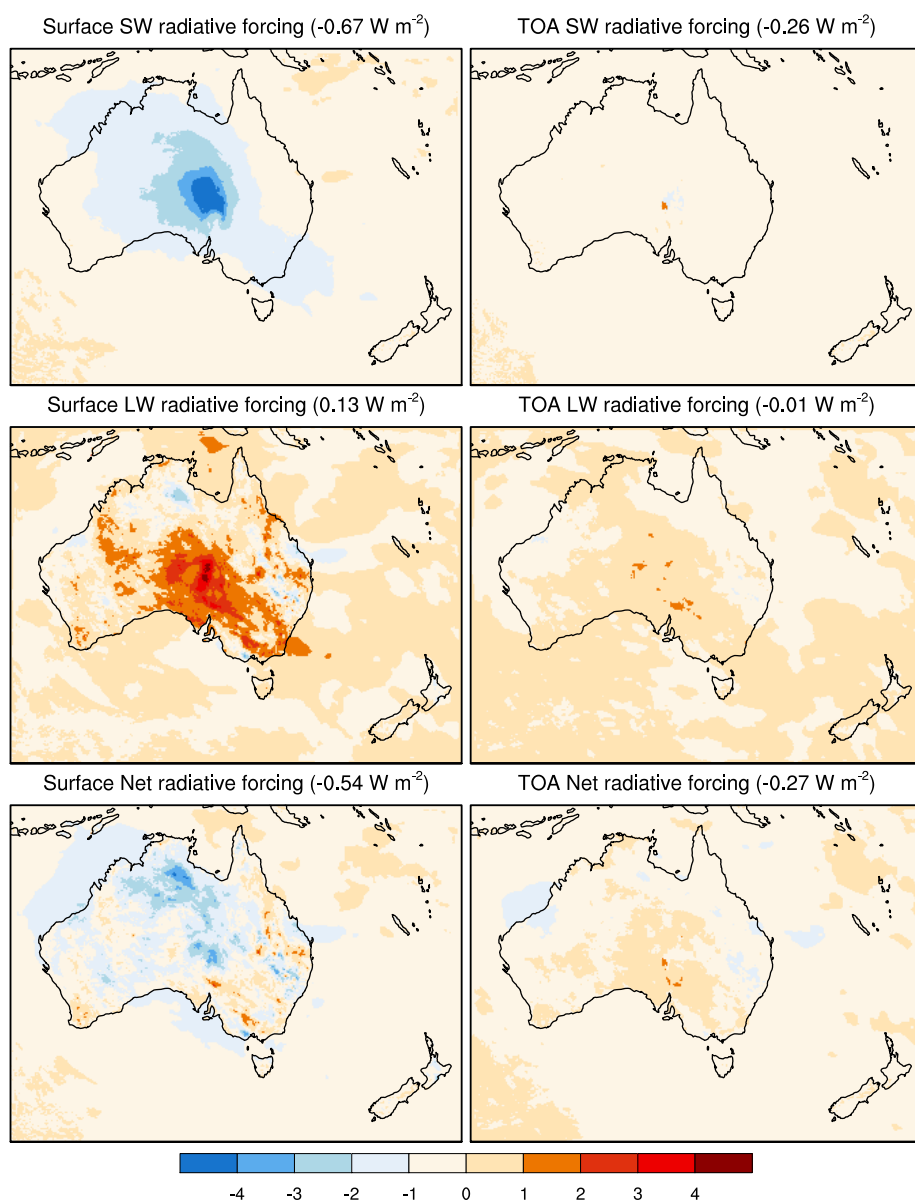 Surface SW radiative forcing (-0.67 W m⁻²)
TOA SW radiative forcing (-0.26 W m⁻²)
Surface LW radiative forcing (0.13 W m⁻²)
TOA LW radiative forcing (-0.01 W m⁻²)
Surface Net radiative forcing (-0.54 W m⁻²)
TOA Net radiative forcing (-0.27 W m⁻²)
-4 -3 -2 -1 0 1 2 3 4